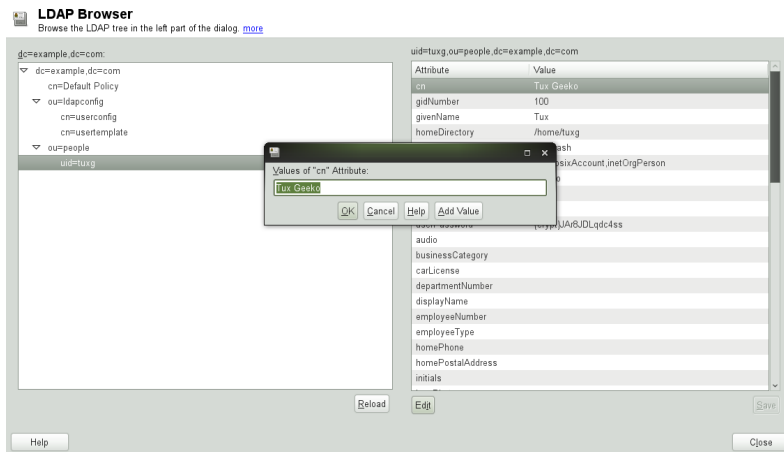 LDAP Browser
Browse the LDAP tree in the left part of the dialog. more
dc=example,dc=com:
dc=example,dc=com
cn=Default Policy
ou=ldapconfig
cn=userconfig
cn=usertemplate
ou=people
uid=tuxg
uid=tuxg,ou=people,dc=example,dc=com
Attribute Value
cn Tux Geeko
gidNumber 100
givenName Tux
homeDirectory /home/tuxg
Values of "cn" Attribute:
Tux Geeko
OK Cancel Help Add Value
audio
businessCategory
carLicense
departmentNumber
displayName
employeeNumber
employeeType
homePhone
homePostalAddress
initials
Reload
Edit
Save
Help
Close